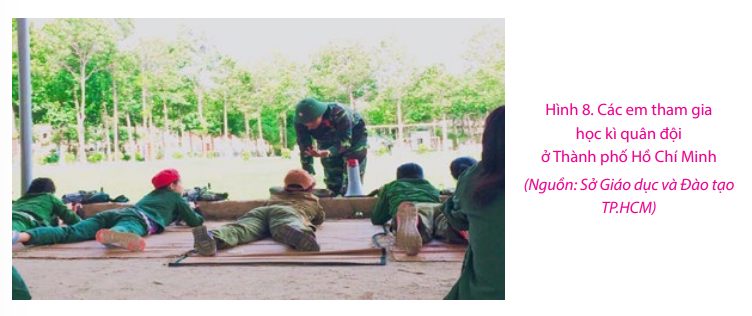 Hình 8. Các em tham gia
học kì quân đội
ở Thành phố Hồ Chí Minh
(Nguồn: Sở Giáo dục và Đào tạo
TP.HCM)